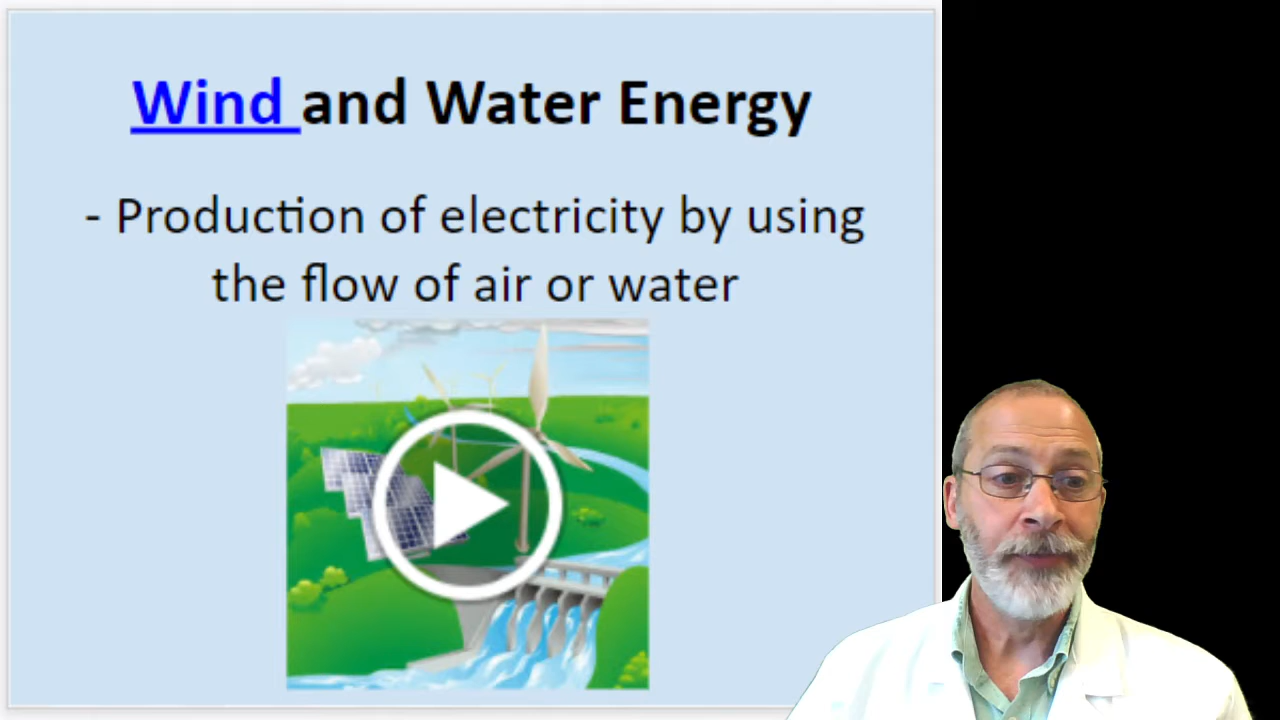 Wind and Water Energy
- Production of electricity by using
the flow of air or water